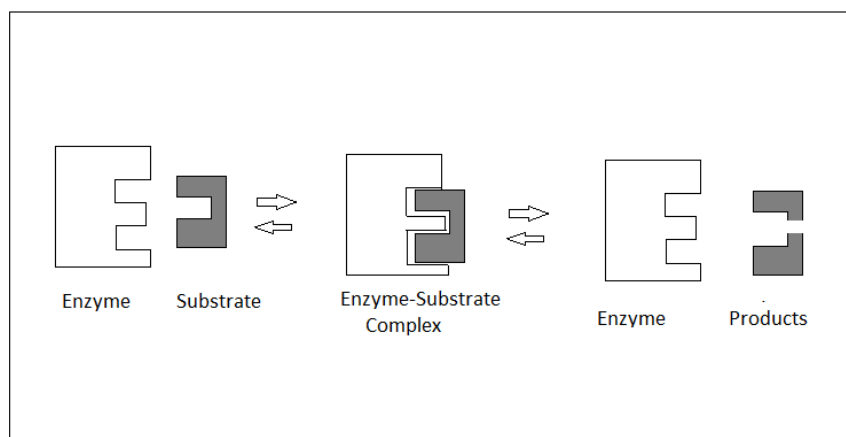 Enzyme
Substrate
Enzyme-Substrate
Complex
Enzyme
Products